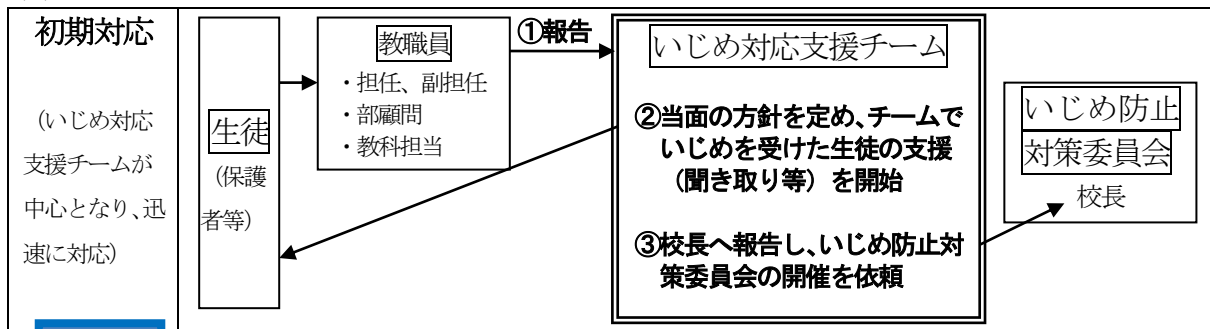 初期対応
(いじめ対応
支援チームが
中心となり、迅
速に対応)
生徒
(保護
者等)
教職員
・担任、副担任
・部顧問
・教科担当
①報告
いじめ対応支援チーム
②当面の方針を定め、チームで
いじめを受けた生徒の支援
(聞き取り等)を開始
③校長へ報告し、いじめ防止対
策委員会の開催を依頼
いじめ防止
対策委員会
校長